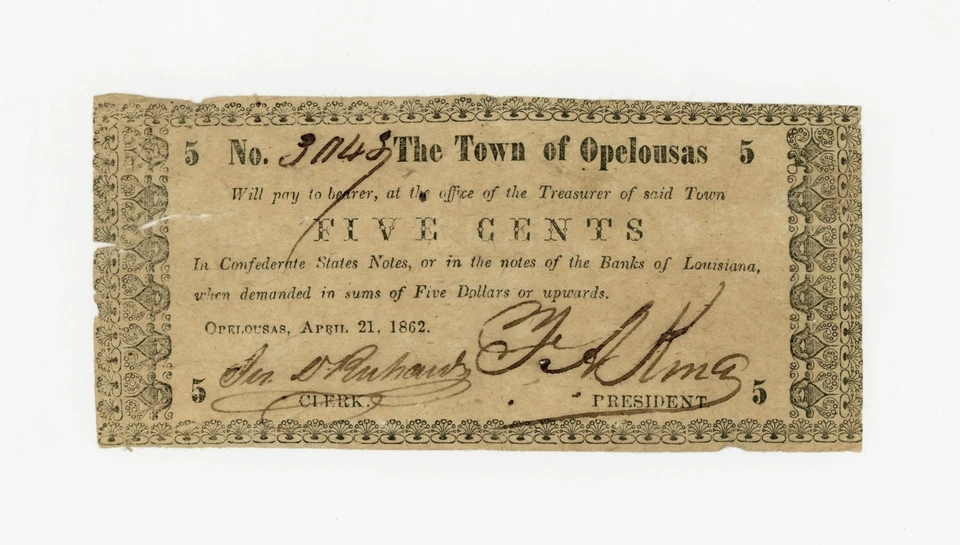 5 No. 3043 The Town of Opelousas 5
Will pay to bearer, at the office of the Treasurer of said Town
FIVE CENTS
In Confederate States Notes, or in the notes of the Banks of Louisiana,
when demanded in sums of Five Dollars or upwards.
OPELOUSAS, APRIL 21, 1862.
A King
5 CLERK. PRESIDENT 5